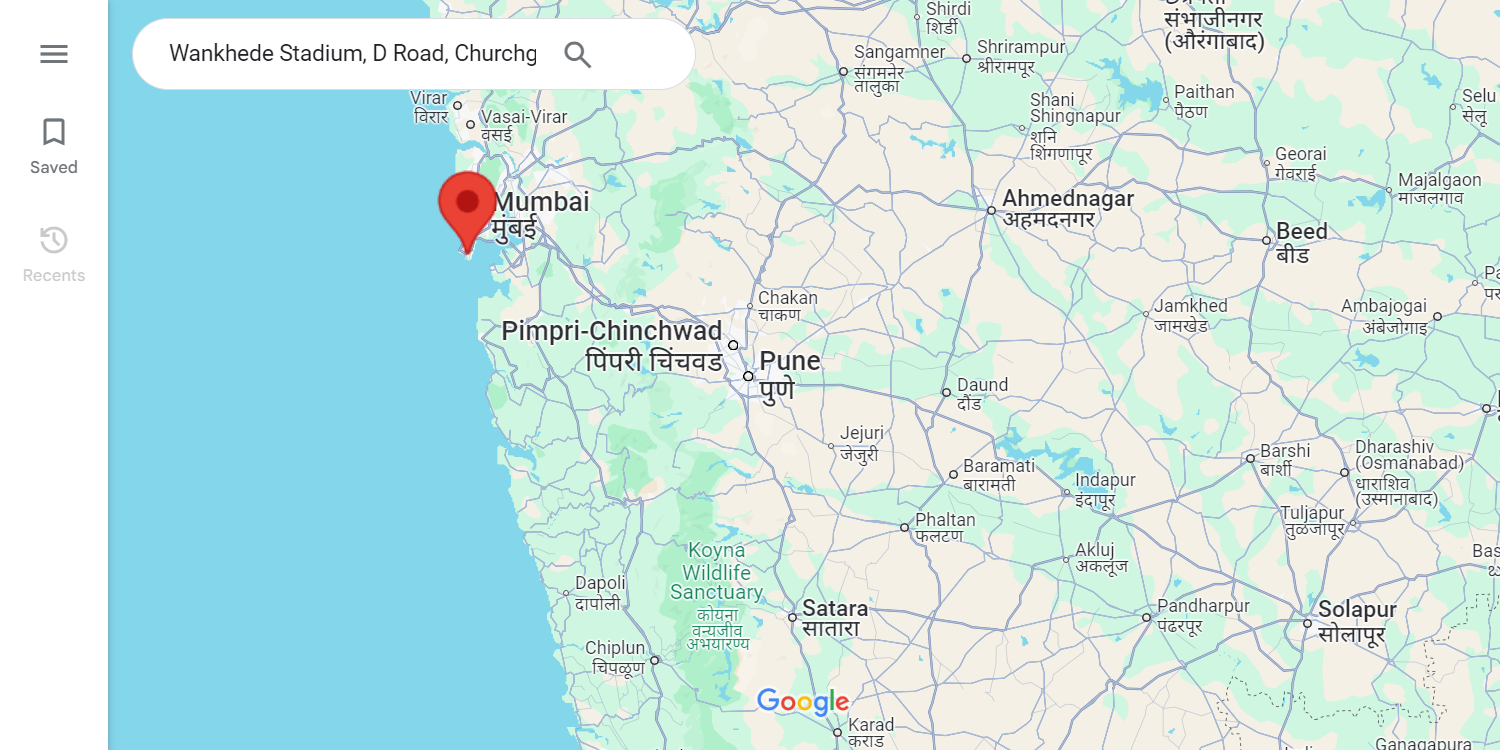 Wankhede Stadium, D Road, Churchg
Saved
Recents
Shirdi
शिर्डी
संभाजीनगर
(औरंगाबाद)
Sangamner
संगमनेर
तालुका
Shrirampur
श्रीरामपूर
Virar
विरार
Vasai-Virar
वसई
Shani
Shingnapur
शनि
शिंगणापूर
Paithan
पैठण
Selu
सेलू
Georai
गेवराई
Majalgaon
माजलगाव
Mumbai
मुंबई
Ahmednagar
अहमदनगर
Beed
बीड
Chakan
चाकण
Jamkhed
जामखेड
Ambajogai
अंबेजोगाई
Pimpri-Chinchwad
पिंपरी चिंचवड
Pune
पुणे
Daund
दौंड
Jejuri
जेजुरी
Baramati
बारामती
Indapur
इंदापूर
Barshi
बार्शी
Dharashiv
(Osmanabad)
धाराशिव
(उस्मानाबाद)
Tuljapur
तुळजापूर
Phaltan
फलटण
Akluj
अकलूज
Koyna
Wildlife
Sanctuary
कोयना
वन्यजीव
अभयारण्य
Dapoli
दापोली
Satara
सातारा
Pandharpur
पंढरपूर
Solapur
सोलापूर
Chiplun
चिपळूण
Google
Karad
कराड
Ganagapura